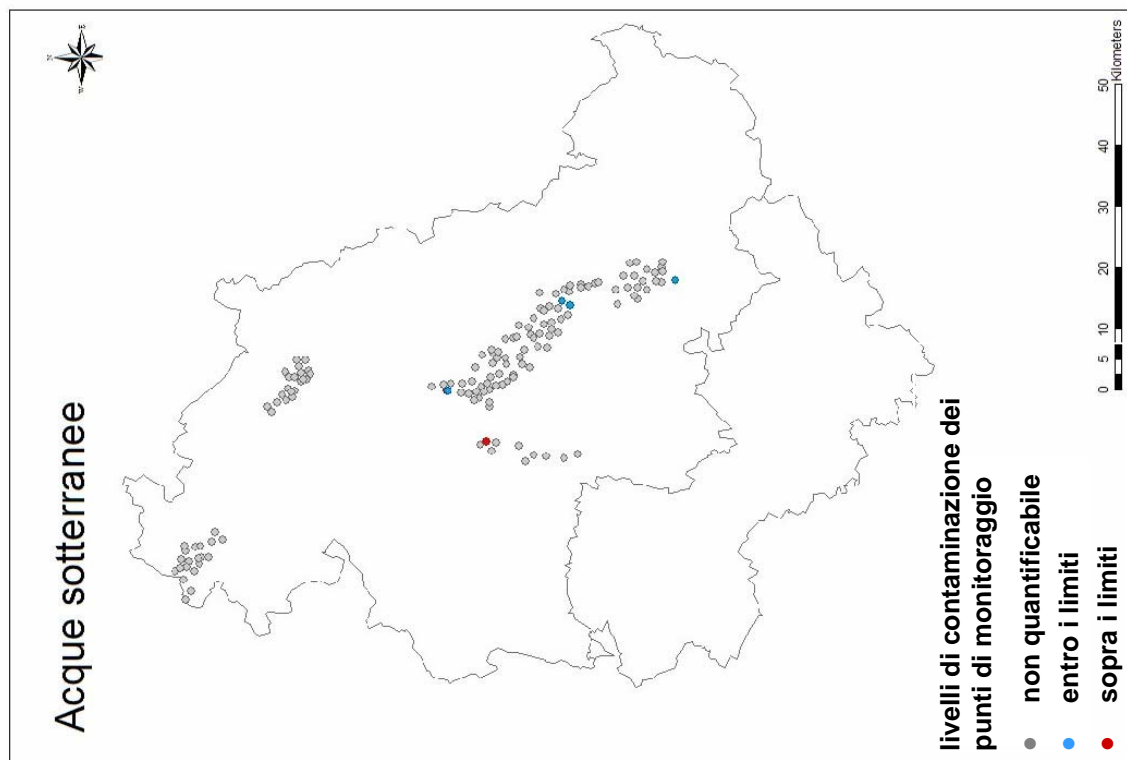 Acque sotterranee
N
E
S
W
livelli di contaminazione dei
punti di monitoraggio
non quantificabile
entro i limiti
sopra i limiti
0 5 10 20 30 40 50
Kilometers